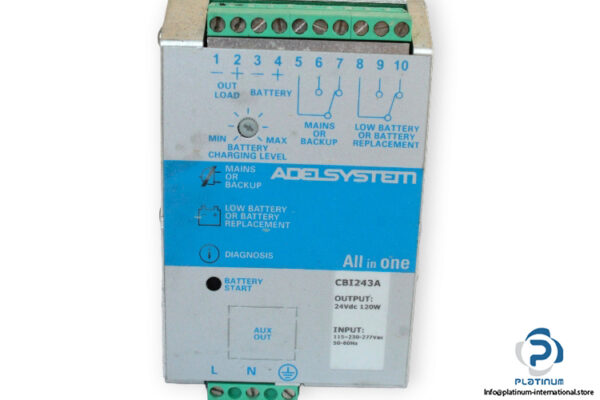 1 2 3 4 5 6 7 8 9 10
− + − +
OUT LOAD
BATTERY
MAINS
OR
BACKUP
LOW BATTERY
OR BATTERY
REPLACEMENT
MIN MAX
BATTERY
CHARGING LEVEL
MAINS
OR
BACKUP
ADELSYSTEM
LOW BATTERY
OR BATTERY
REPLACEMENT
i DIAGNOSIS
All in one
BATTERY
START
CBI243A
OUTPUT:
24Vdc 120W
INPUT:
115-230-277Vac
50-60Hz
AUX
OUT
L N
PLATINUM
Info@platinum-international.store